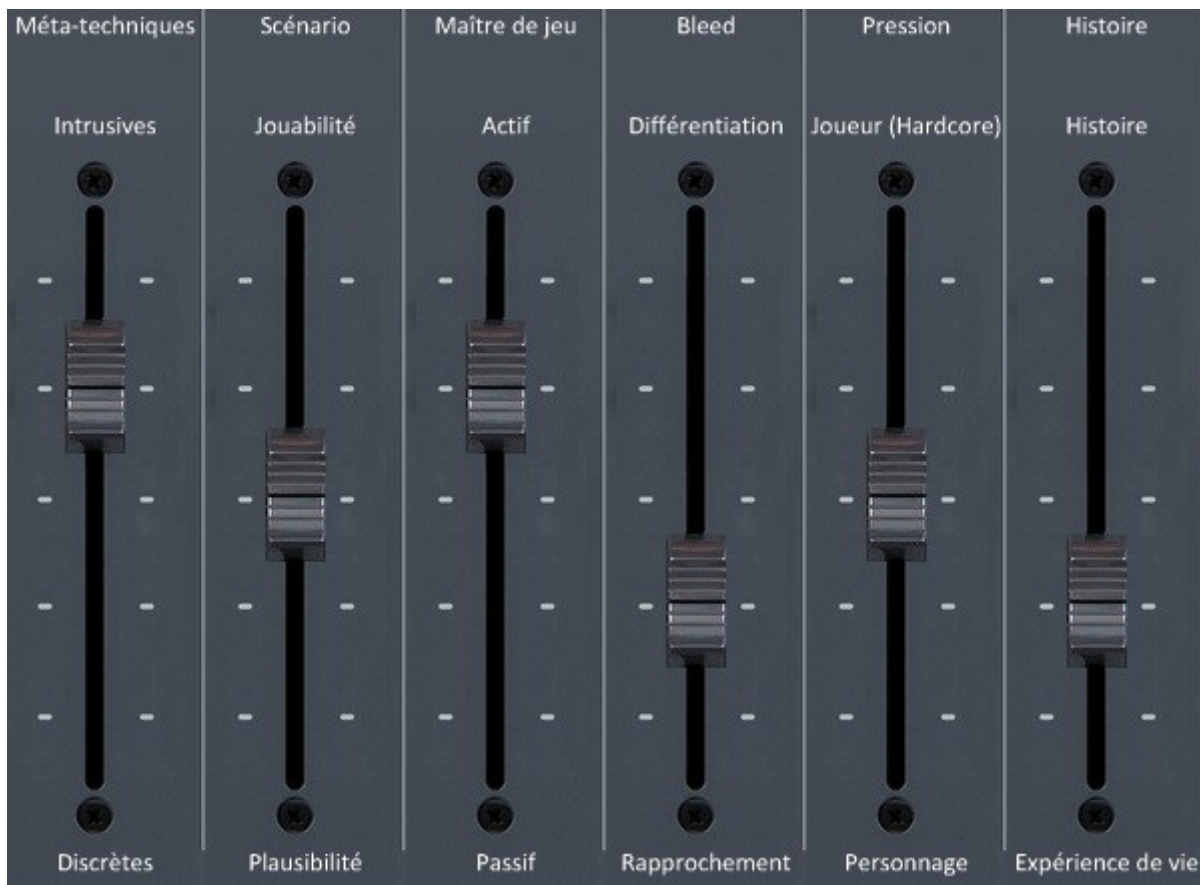 Méta-techniques Scénario Maître de jeu Bleed Pression Histoire
Intrusives Jouabilité Actif Différentiation Joueur (Hardcore) Histoire
Discrètes Plausibilité Passif Rapprochement Personnage Expérience de vie